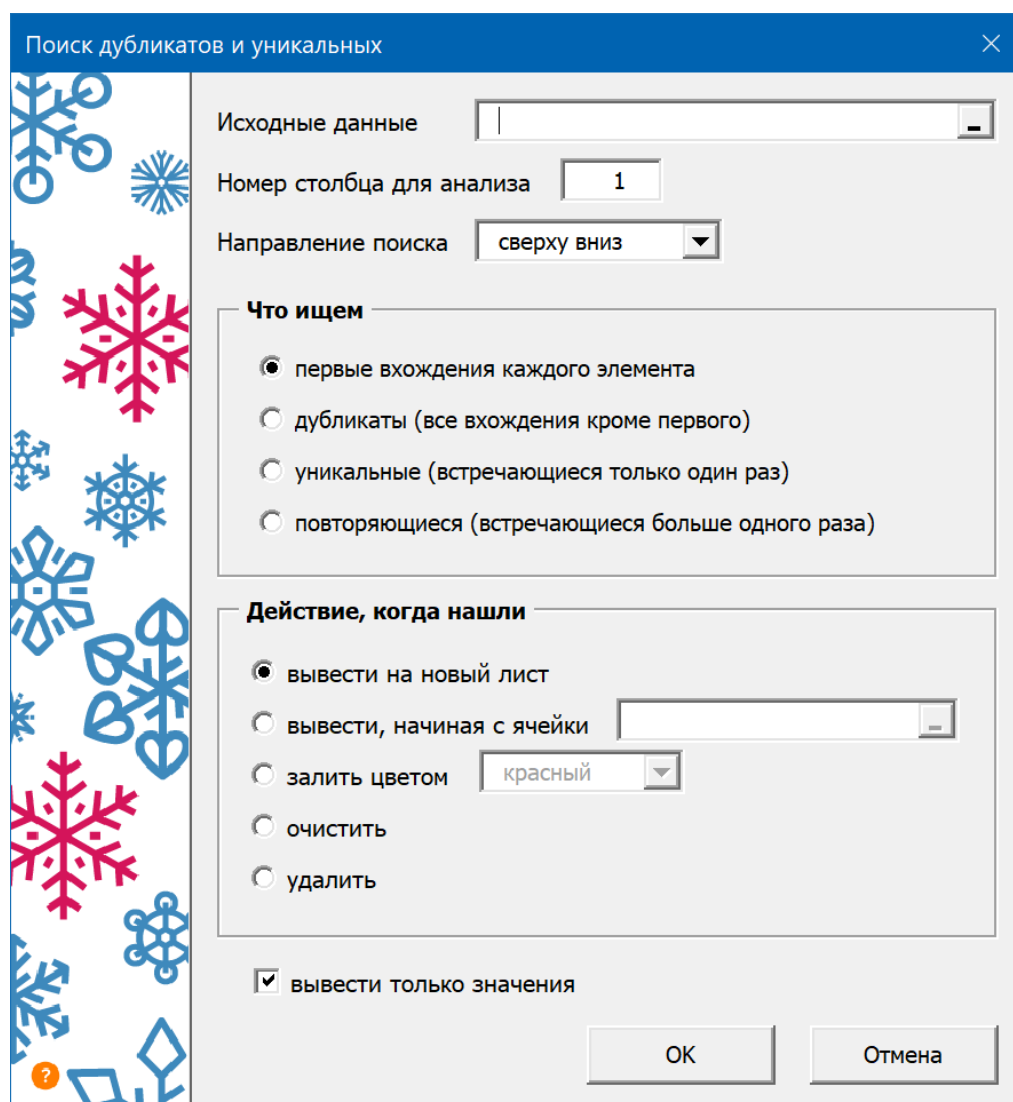 Поиск дубликатов и уникальных
Исходные данные
Номер столбца для анализа 1
Направление поиска сверху вниз
Что ищем
первые вхождения каждого элемента
дубликаты (все вхождения кроме первого)
уникальные (встречающиеся только один раз)
повторяющиеся (встречающиеся больше одного раза)
Действие, когда нашли
вывести на новый лист
вывести, начиная с ячейки
залить цветом красный
очистить
удалить
вывести только значения
? OK Отмена